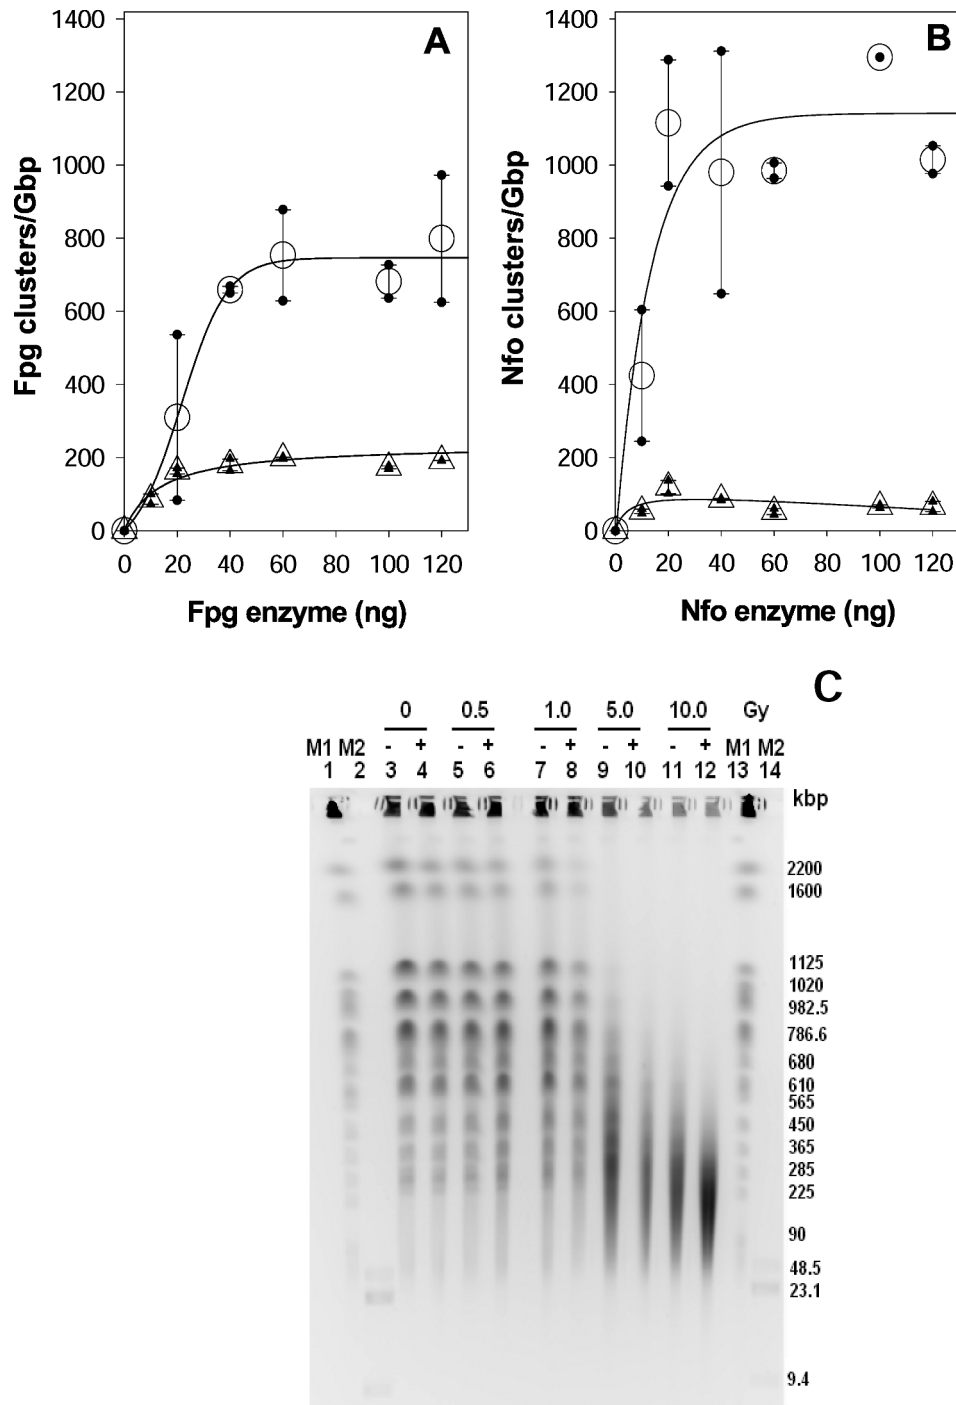 A
1400
1200
1000
800
600
400
200
0
Fpg clusters/Gbp
0 20 40 60 80 100 120
Fpg enzyme (ng)
B
1400
1200
1000
800
600
400
200
0
Nfo clusters/Gbp
0 20 40 60 80 100 120
Nfo enzyme (ng)
C
0 0.5 1.0 5.0 10.0 Gy
M1 M2 - + - + - + - + - + M1 M2
1 2 3 4 5 6 7 8 9 10 11 12 13 14
kbp
2200
1600
1125
1020
982.5
786.6
680
610
565
450
365
285
225
90
48.5
23.1
9.4